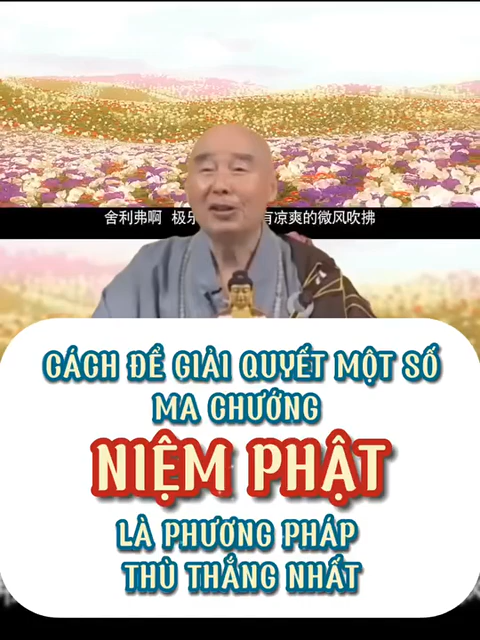 舍利弗啊 极乐有凉爽的微风吹拂
CÁCH ĐỂ GIẢI QUYẾT MỘT SỐ
MA CHƯỚNG
NIỆM PHẬT
LÀ PHƯƠNG PHÁP
THÙ THẮNG NHẤT